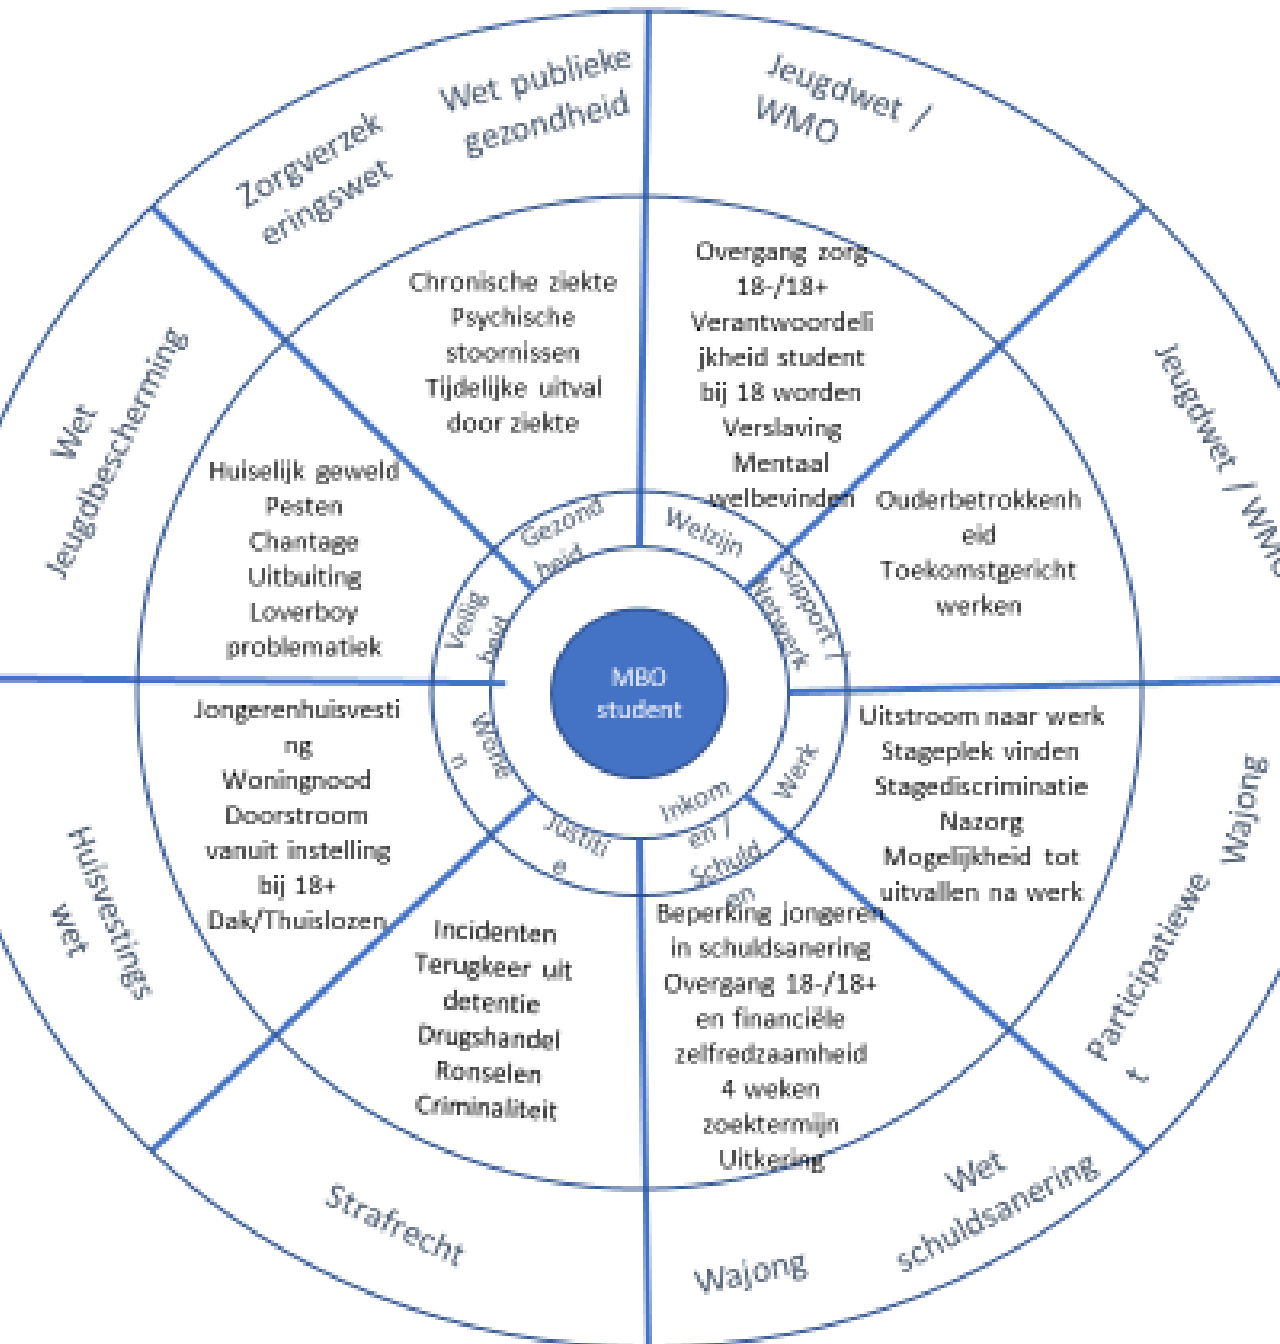 Wet publieke
gezondheid
Zorgverzek
eringswet
Jeugdwet /
WMO
Jeugdwet / WMO
Wajong
Participatiewe
t
Wet
schuldsanering
Wajong
Strafrecht
Huisvestings
wet
Wet
Jeugdbescherming
Chronische ziekte
Psychische
stoornissen
Tijdelijke uitval
door ziekte
Overgang zorg
18-/18+
Verantwoordeli
jkheid student
bij 18 worden
Verslaving
Mentaal
welbevinden
Ouderbetrokkenh
eid
Toekomstgericht
werken
Uitstroom naar werk
Stageplek vinden
Stagediscriminatie
Nazorg
Mogelijkheid tot
uitvallen na werk
Beperking jongeren
in schuldsanering
Overgang 18-/18+
en financiële
zelfredzaamheid
4 weken
zoektermijn
Uitkering
Incidenten
Terugkeer uit
detentie
Drugshandel
Ronselen
Criminaliteit
Jongerenhuisvesti
ng
Woningnood
Doorstroom
vanuit instelling
bij 18+
Dak/Thuislozen
Huiselijk geweld
Pesten
Chantage
Uitbuiting
Loverboy
problematiek
Gezond
heid
Welzijn
Support /
Netwerk
Werk
Inkom
en /
Schuld
en
Justiti
e
Wone
n
Veilig
heid
MBO
student